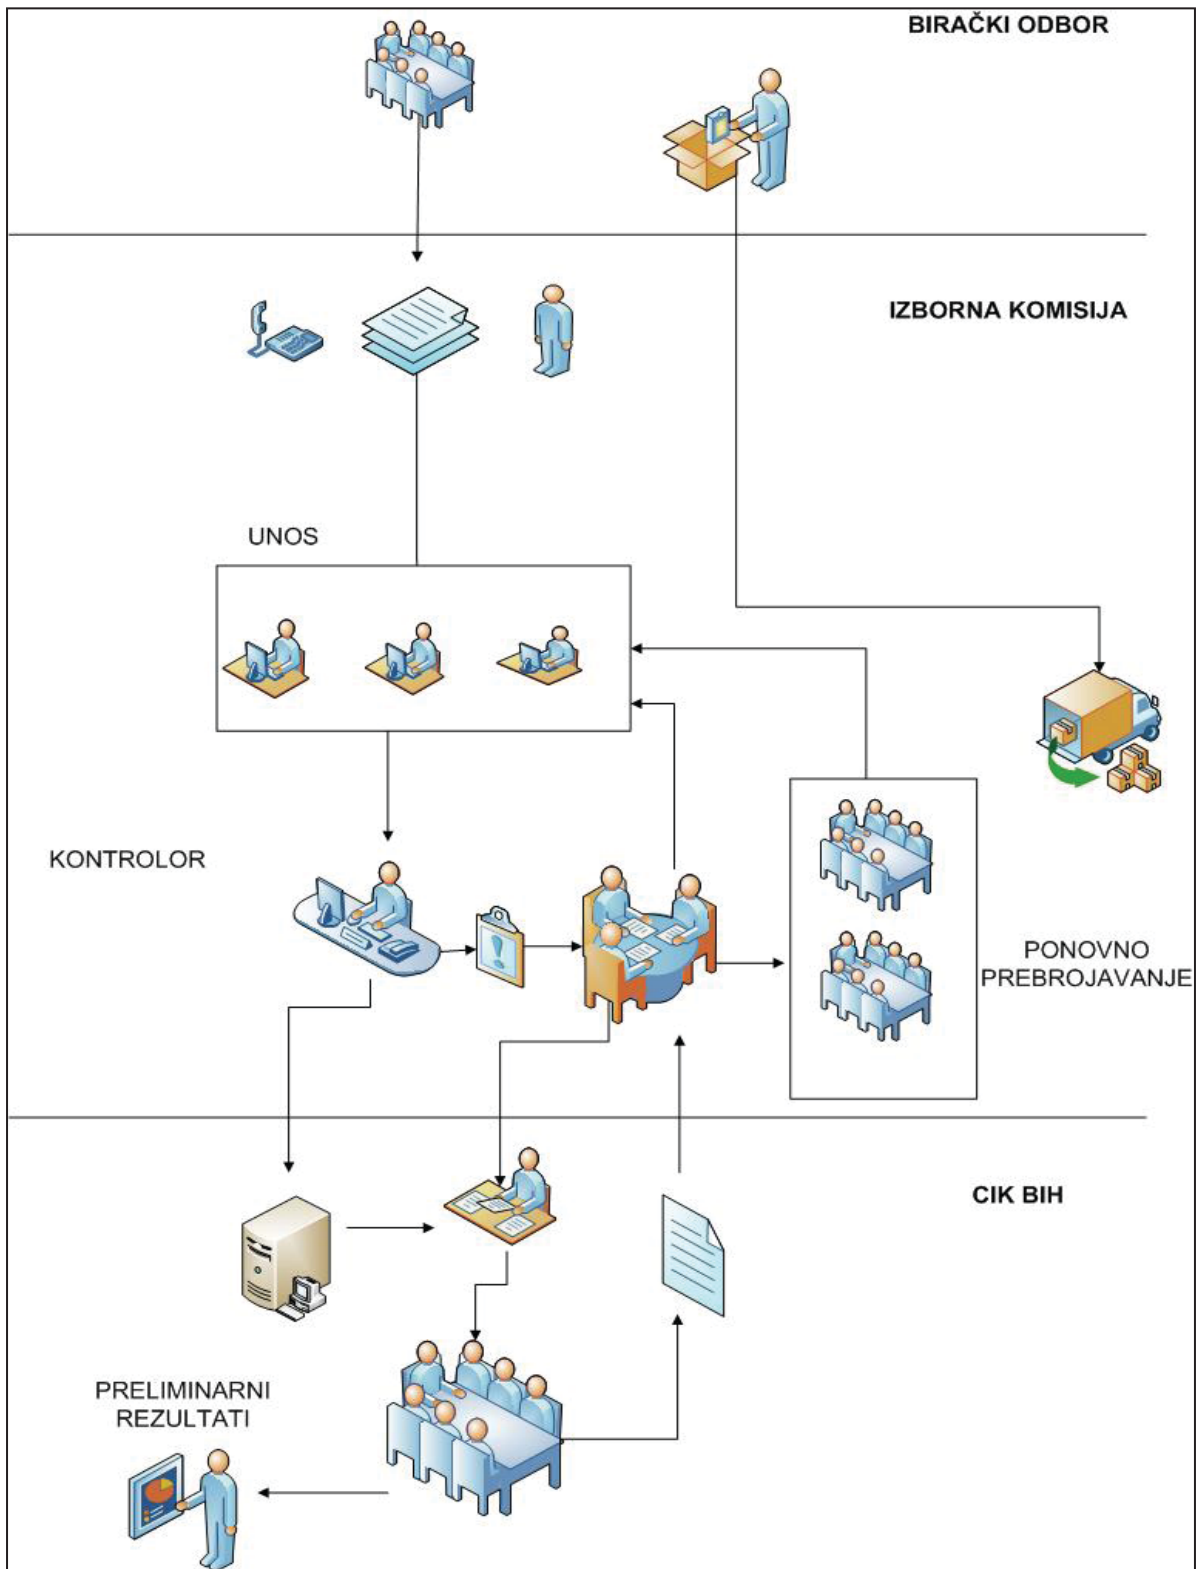 BIRAČKI ODBOR
IZBORNA KOMISIJA
UNOS
KONTROLOR
PONOVNO
PREBROJAVANJE
CIK BIH
PRELIMINARNI
REZULTATI